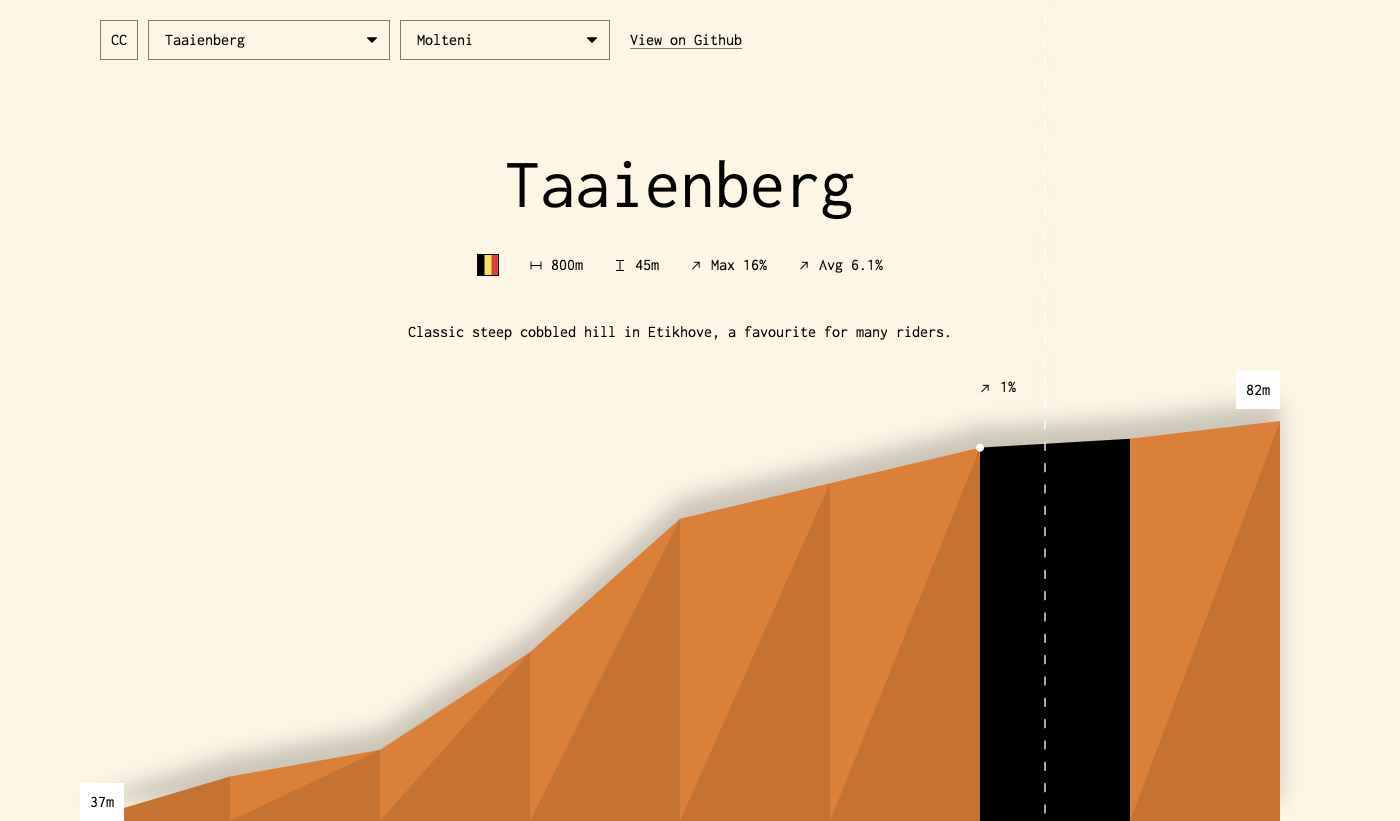 CC Taaienberg Molteni View on Github
Taaienberg
800m 45m Max 16% Avg 6.1%
Classic steep cobbled hill in Etikhove, a favourite for many riders.
1%
82m
37m